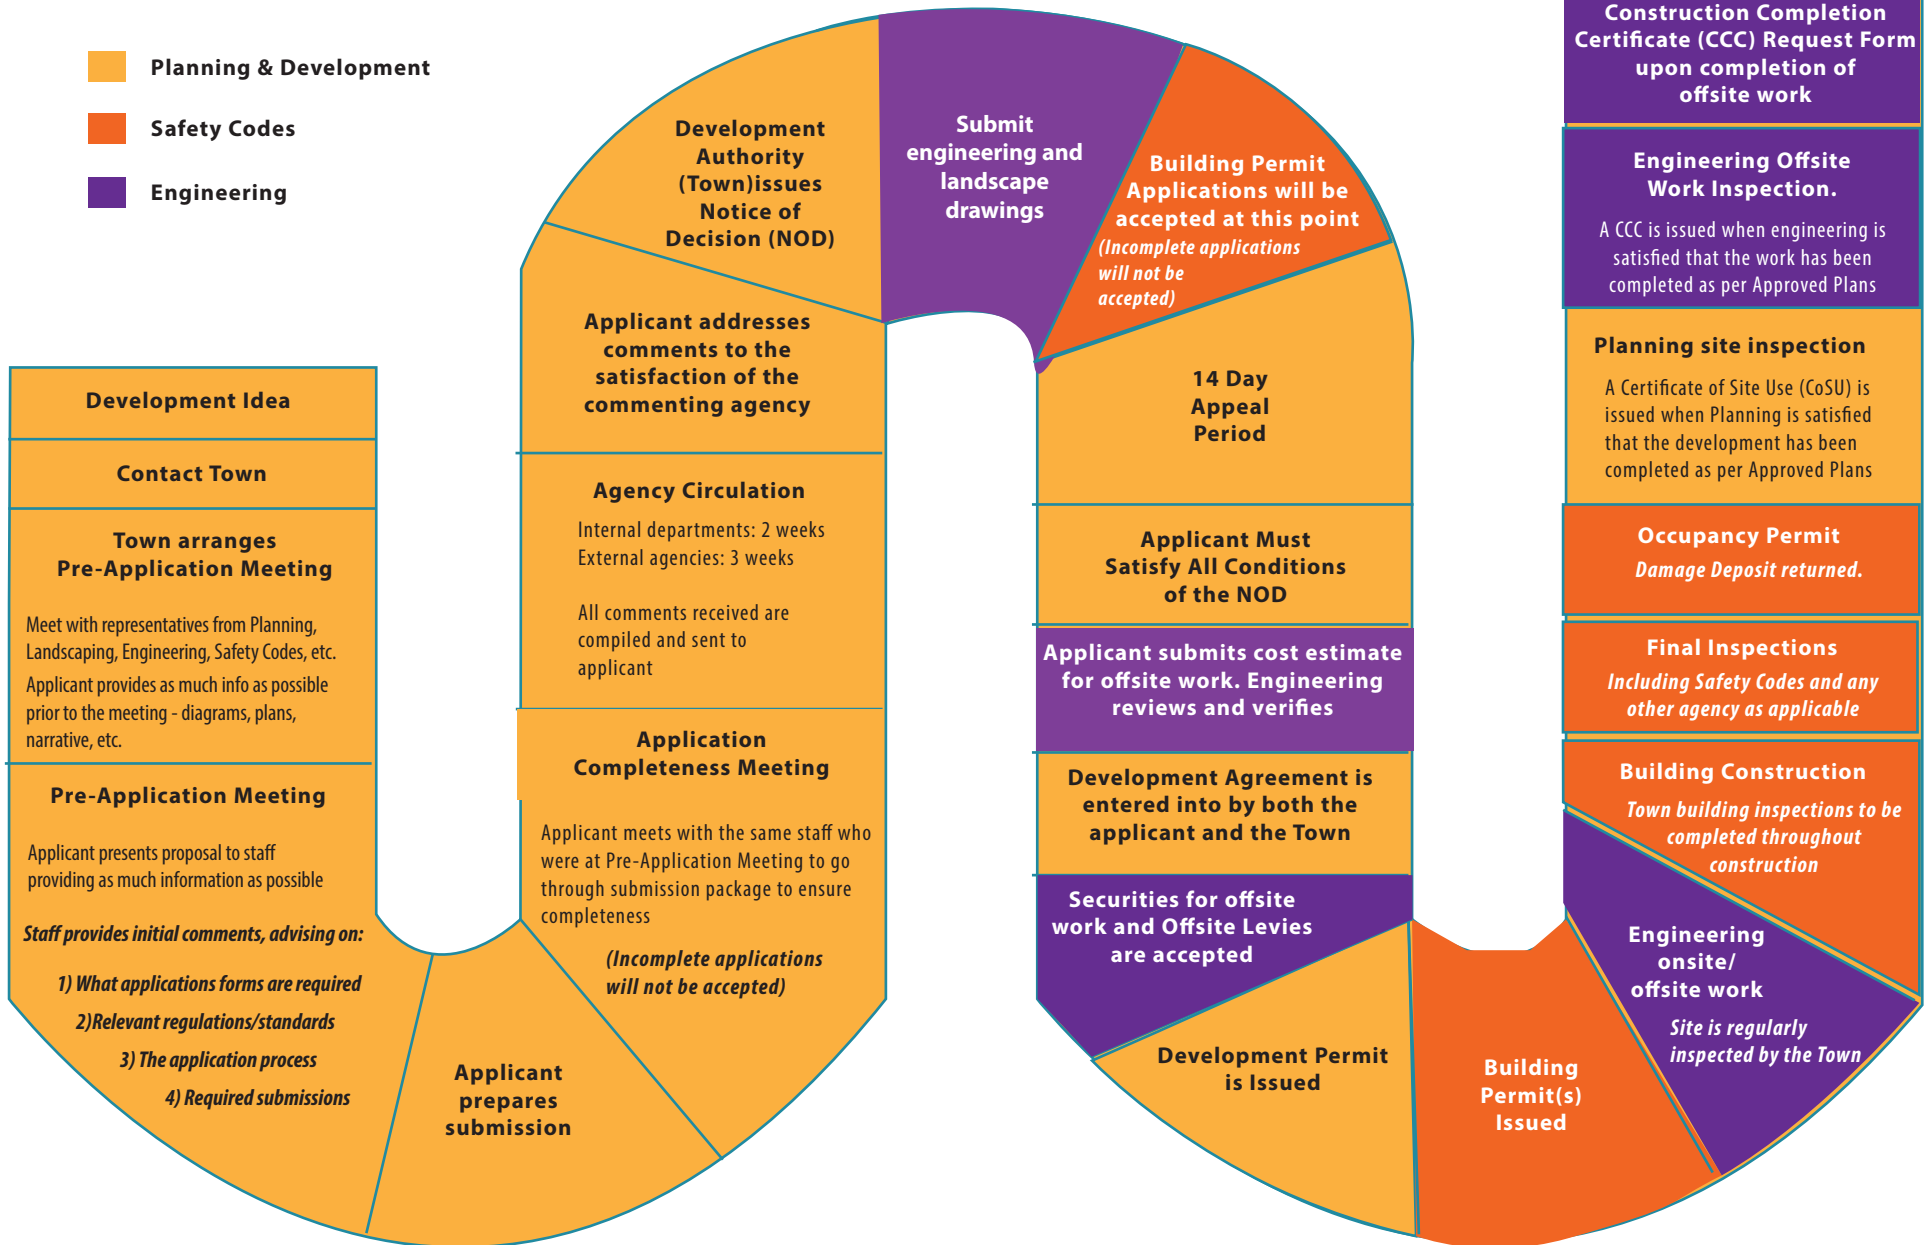 Planning & Development
Safety Codes
Engineering
Development Idea
Contact Town
Town arranges
Pre-Application Meeting
Meet with representatives from Planning,
Landscaping, Engineering, Safety Codes, etc.
Applicant provides as much info as possible
prior to the meeting - diagrams, plans,
narrative, etc.
Pre-Application Meeting
Applicant presents proposal to staff
providing as much information as possible
Staff provides initial comments, advising on:
1) What applications forms are required
2)Relevant regulations/standards
3) The application process
4) Required submissions
Applicant
prepares
submission
Application
Completeness Meeting
Applicant meets with the same staff who
were at Pre-Application Meeting to go
through submission package to ensure
completeness
(Incomplete applications
will not be accepted)
Agency Circulation
Internal departments: 2 weeks
External agencies: 3 weeks
All comments received are
compiled and sent to
applicant
Applicant addresses
comments to the
satisfaction of the
commenting agency
Development
Authority
(Town)issues
Notice of
Decision (NOD)
Submit
engineering and
landscape
drawings
Building Permit
Applications will be
accepted at this point
(Incomplete applications
will not be
accepted)
14 Day
Appeal
Period
Applicant Must
Satisfy All Conditions
of the NOD
Applicant submits cost estimate
for offsite work. Engineering
reviews and verifies
Development Agreement is
entered into by both the
applicant and the Town
Securities for offsite
work and Offsite Levies
are accepted
Development Permit
is Issued
Building
Permit(s)
Issued
Engineering
onsite/
offsite work
Site is regularly
inspected by the Town
Building Construction
Town building inspections to be
completed throughout
construction
Final Inspections
Including Safety Codes and any
other agency as applicable
Occupancy Permit
Damage Deposit returned.
Planning site inspection
A Certificate of Site Use (CoSU) is
issued when Planning is satisfied
that the development has been
completed as per Approved Plans
Engineering Offsite
Work Inspection.
A CCC is issued when engineering is
satisfied that the work has been
completed as per Approved Plans
Construction Completion
Certificate (CCC) Request Form
upon completion of
offsite work